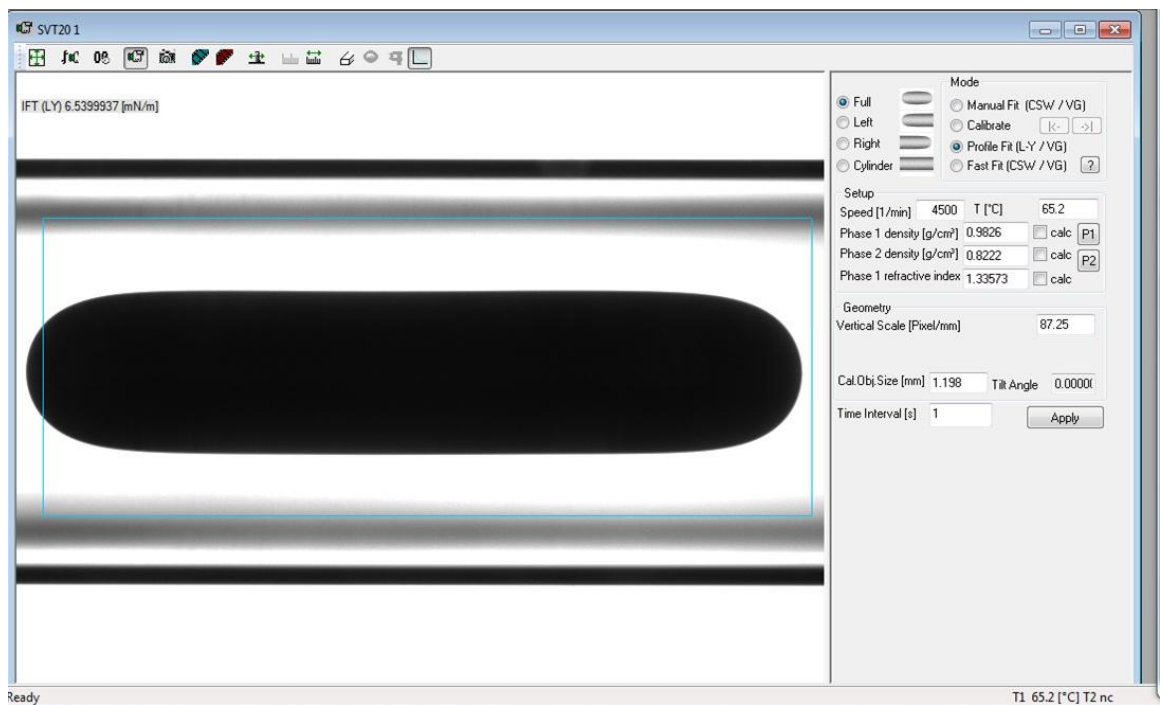 SVT20 1
IFT (LY) 6.5399937 [mN/m]
Mode
Full
Left
Right
Cylinder
Manual Fit (CSW / VG)
Calibrate |<- ->|
Profile Fit (L-Y / VG)
Fast Fit (CSW / VG) ?
Setup
Speed [1/min] 4500 T [°C] 65.2
Phase 1 density [g/cm³] 0.9826 calc P1
Phase 2 density [g/cm³] 0.8222 calc P2
Phase 1 refractive index 1.33573 calc
Geometry
Vertical Scale [Pixel/mm] 87.25
Cal.Obj.Size [mm] 1.198 Tilt Angle 0.0000(
Time Interval [s] 1 Apply
Ready T1 65.2 [°C] T2 nc